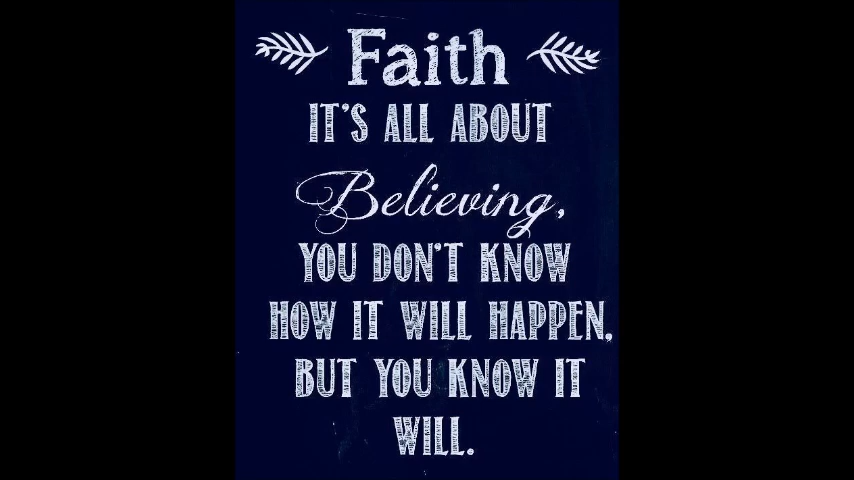 Faith
IT'S ALL ABOUT
Believing,
YOU DON'T KNOW
HOW IT WILL HAPPEN,
BUT YOU KNOW IT
WILL.